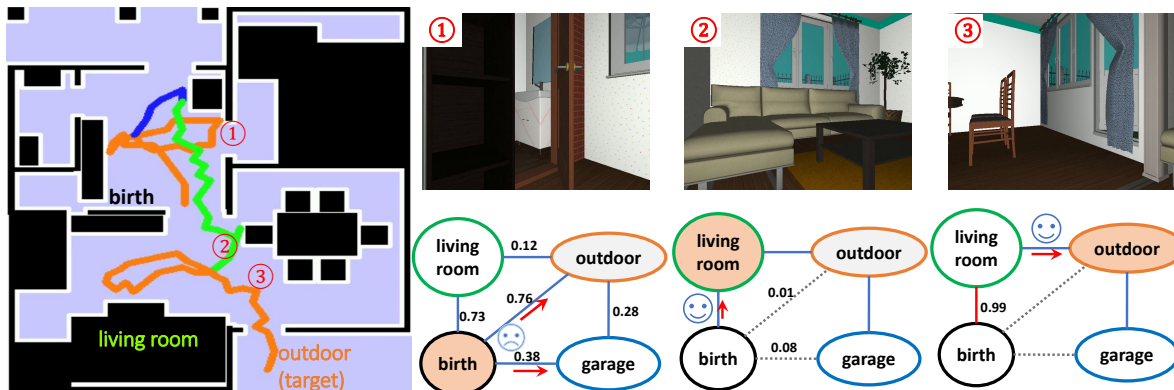 birth
①
②
③
living room
outdoor
(target)
①
②
③
living
room
0.12
outdoor
0.76
0.73
0.28
birth
0.38
garage
living
room
outdoor
0.01
birth
0.08
garage
living
room
outdoor
0.99
birth
garage